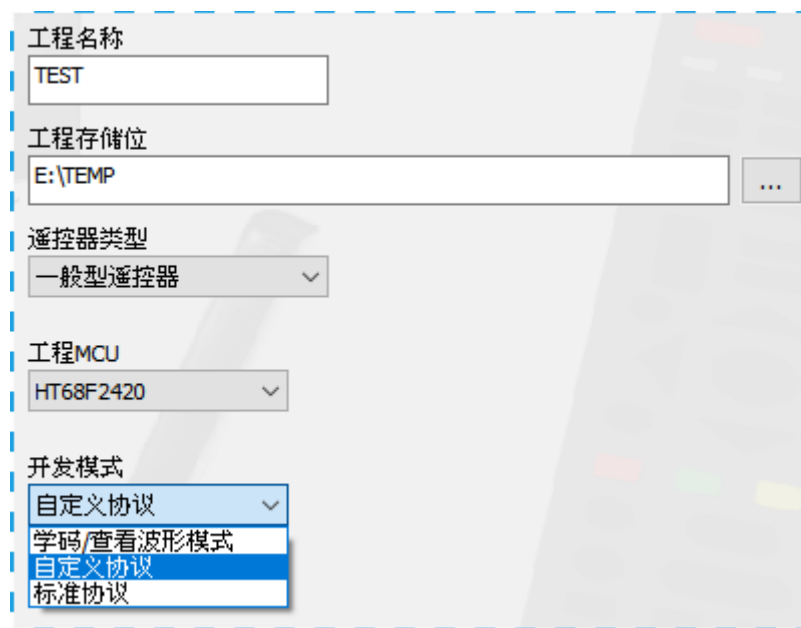 工程名称
TEST
工程存储位
E:\TEMP
...
遥控器类型
一般型遥控器
工程MCU
HT68F2420
开发模式
自定义协议
学码/查看波形模式
自定义协议
标准协议